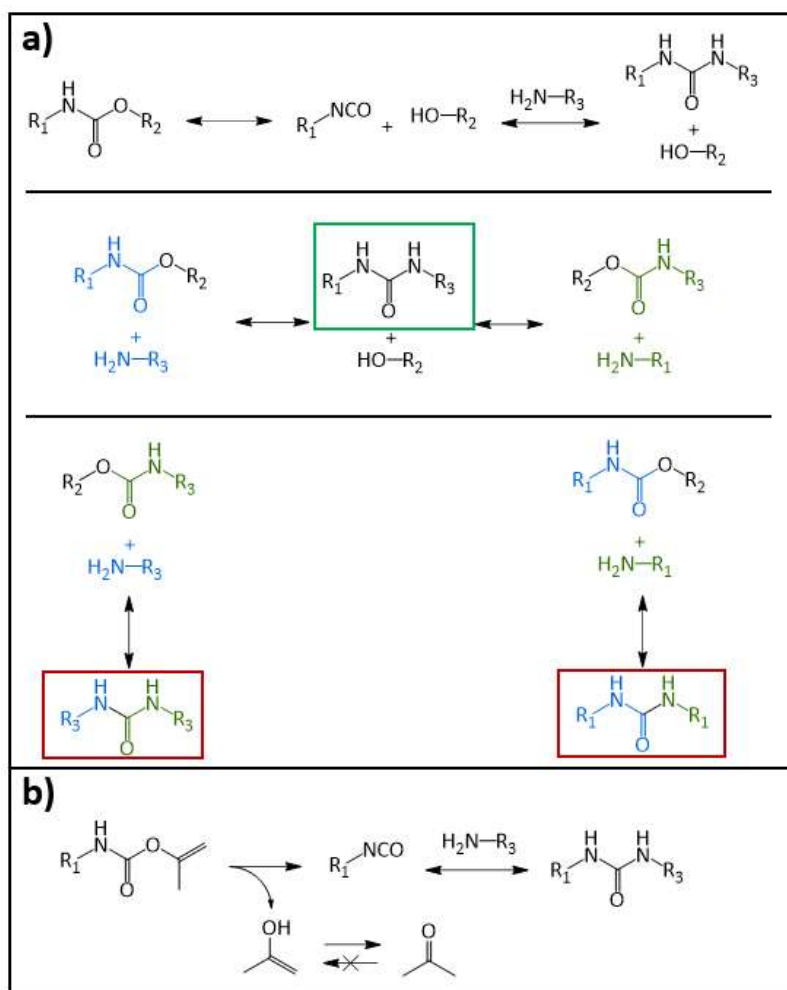 a)
H
N O
R1 R2
O
R1 NCO + HO–R2
H2N–R3
H H
N N
R1 R3
O
+
HO–R2
H
N O
R1 R2
O
+
H2N–R3
H H
N N
R1 R3
O
+
HO–R2
H
O N
R2 R3
O
+
H2N–R1
H
O N
R2 R3
O
+
H2N–R3
H H
N N
R3 R3
O
H
N O
R1 R2
O
+
H2N–R1
H H
N N
R1 R1
O
b)
H
N O
R1
O
R1 NCO
H2N–R3
H H
N N
R1 R3
O
OH
O